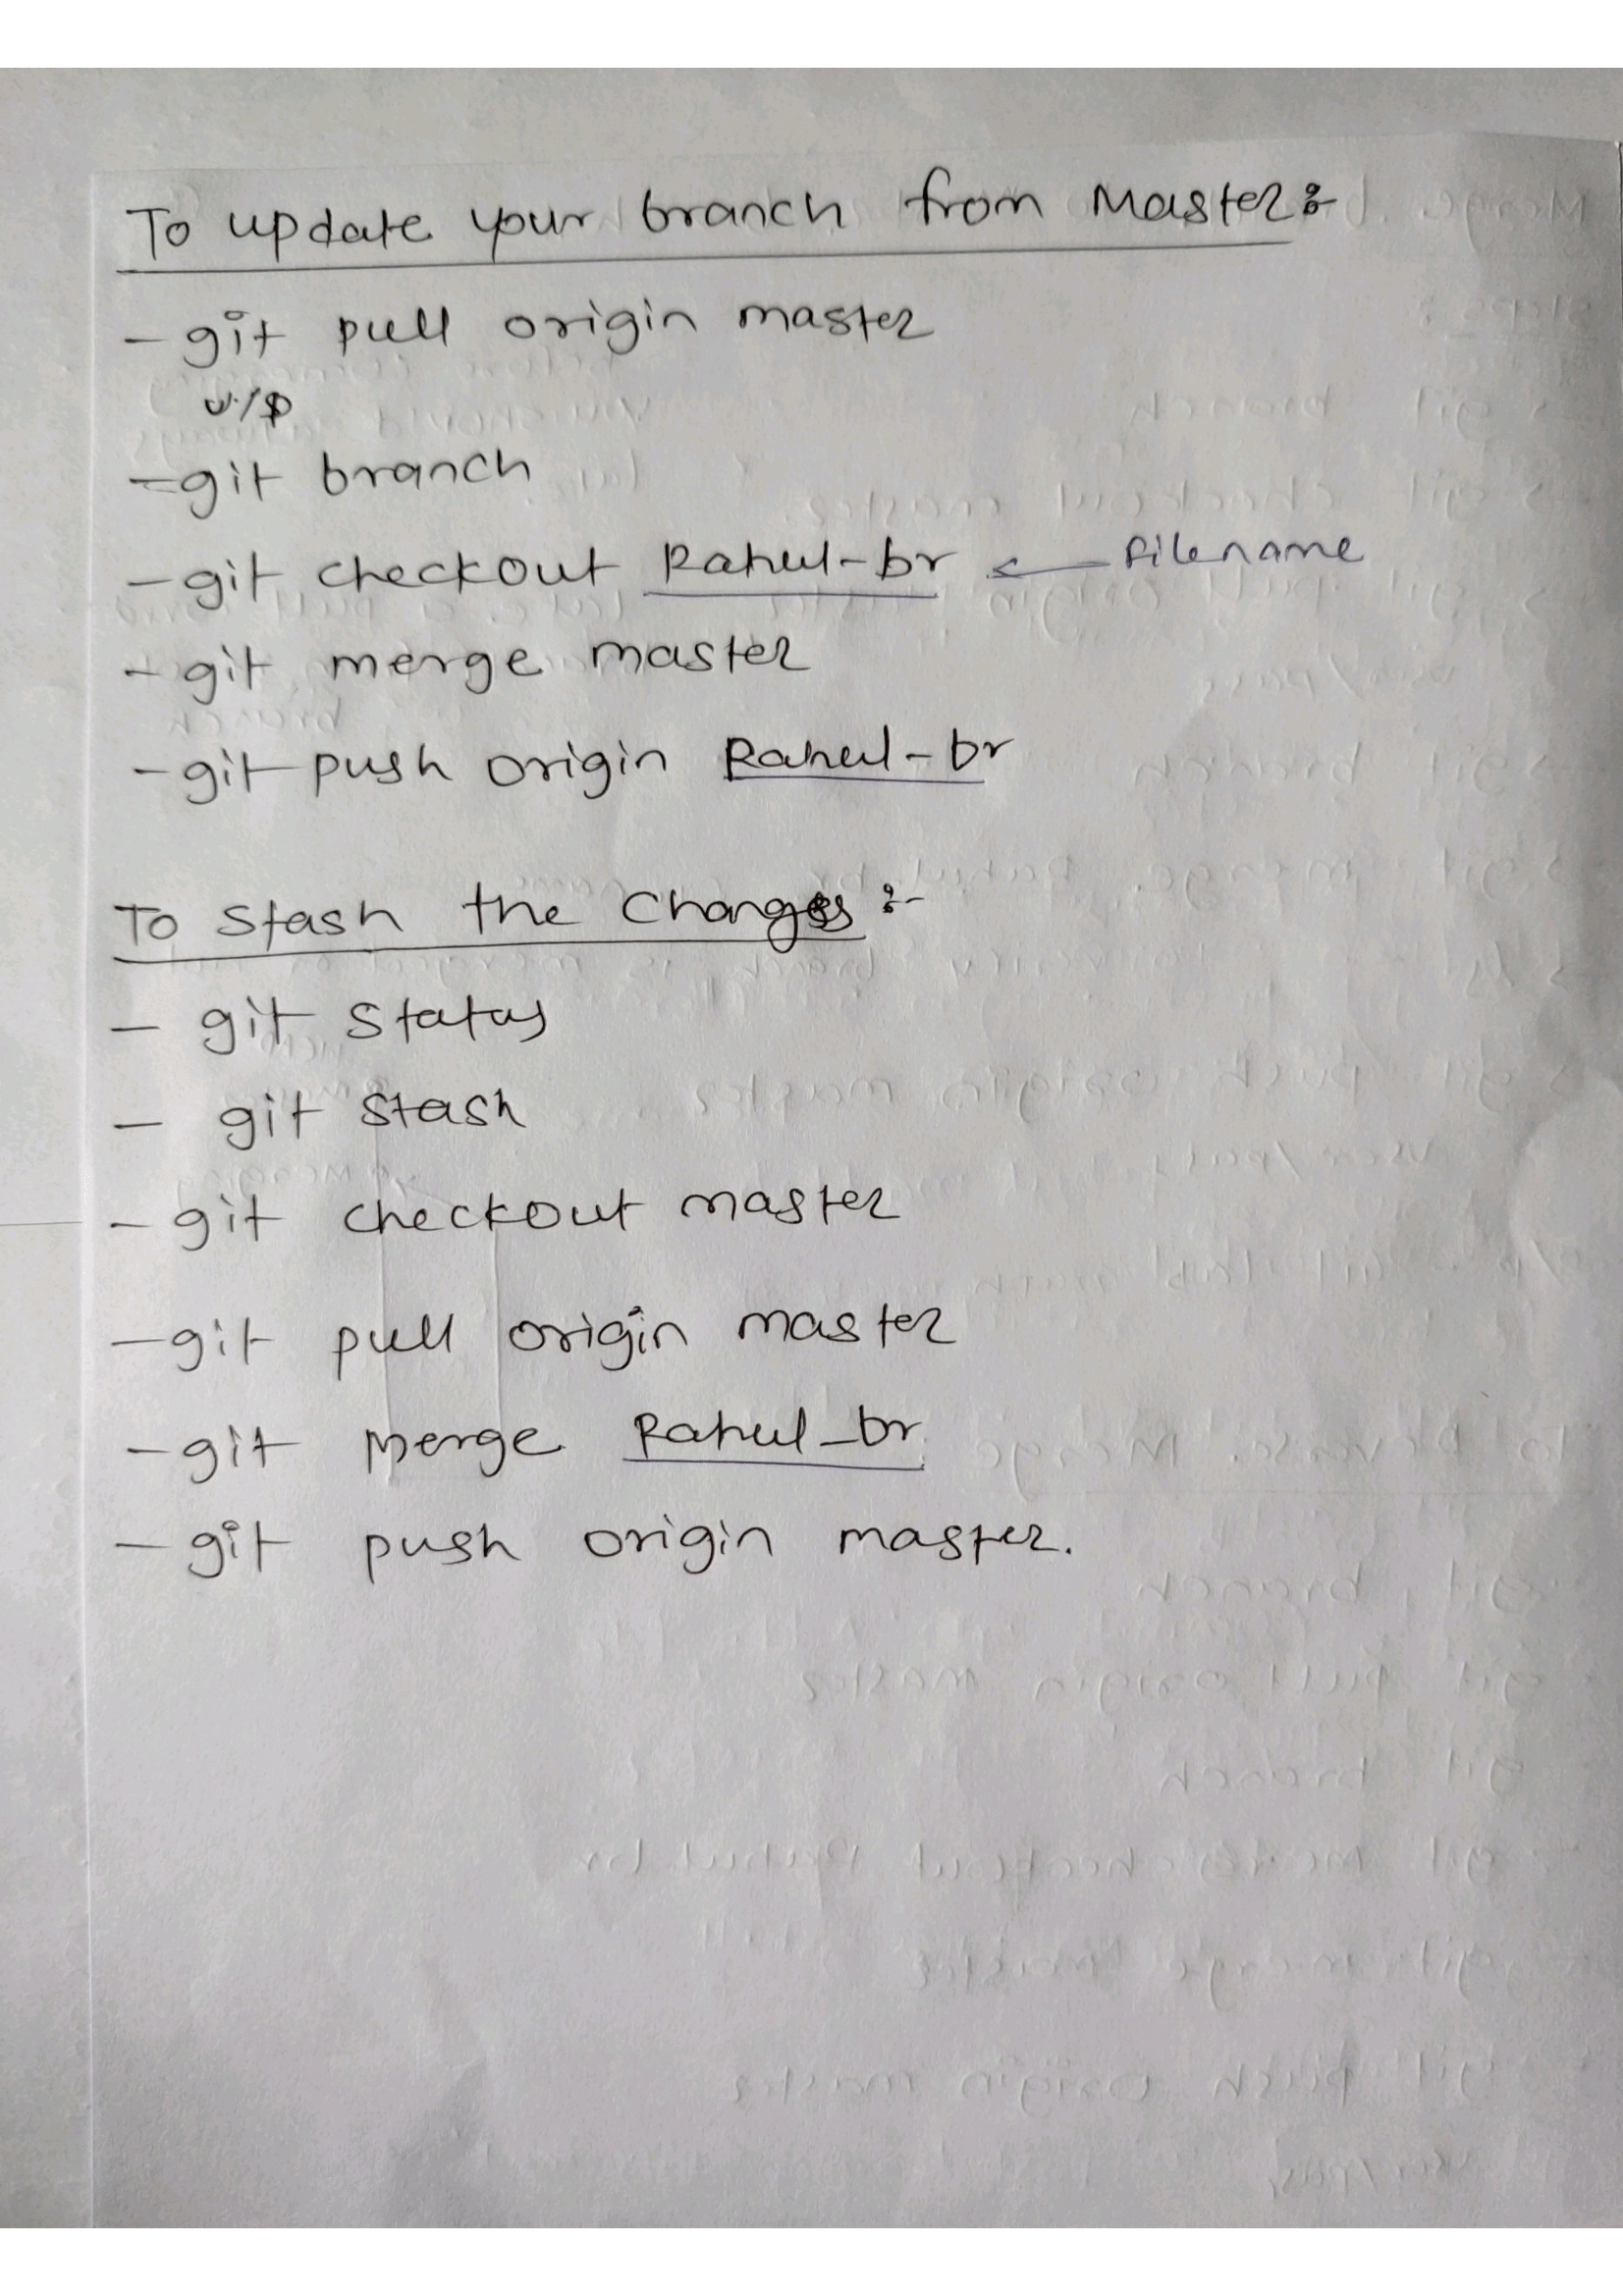 To update your branch from Master :-
- git pull origin master
U/P
- git branch
- git checkout Rahul-br ← Filename
- git merge master
- git push origin Rahul-br
To Stash the Changes :-
- git status
- git stash
- git checkout master
- git pull origin master
- git merge Rahul_br
- git push origin master.